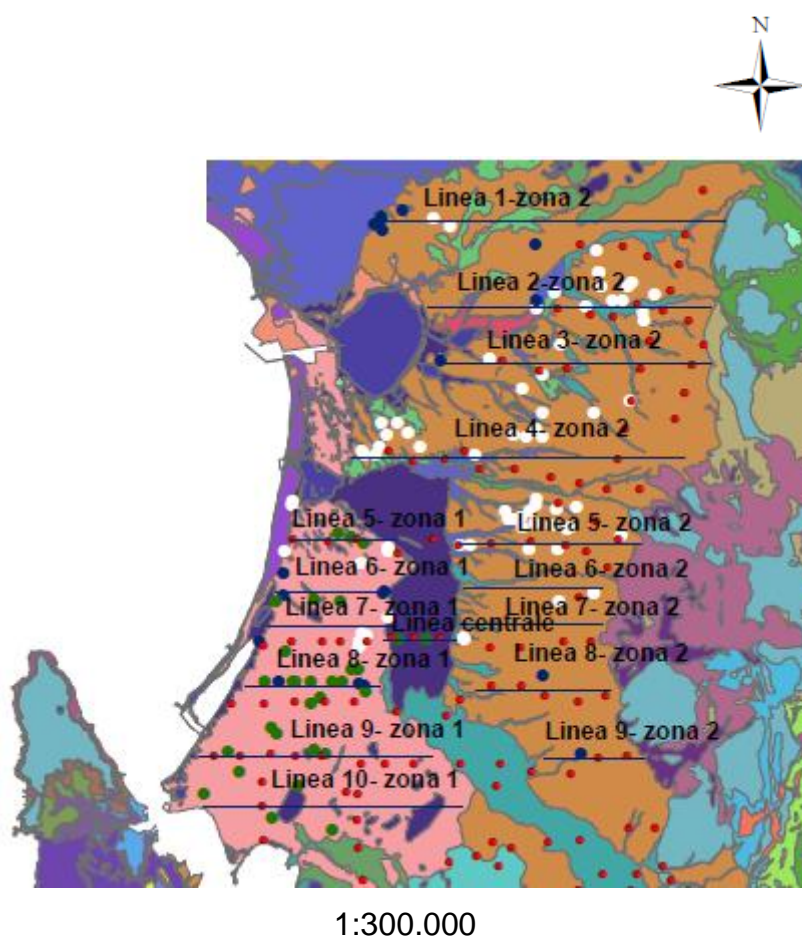 N
Linea 1-zona 2
Linea 2-zona 2
Linea 3- zona 2
Linea 4- zona 2
Linea 5- zona 1
Linea 5- zona 2
Linea 6- zona 1
Linea 6- zona 2
Linea 7- zona 1
Linea 7- zona 2
Linea centrale
Linea 8- zona 1
Linea 8- zona 2
Linea 9- zona 1
Linea 9- zona 2
Linea 10- zona 1
1:300.000